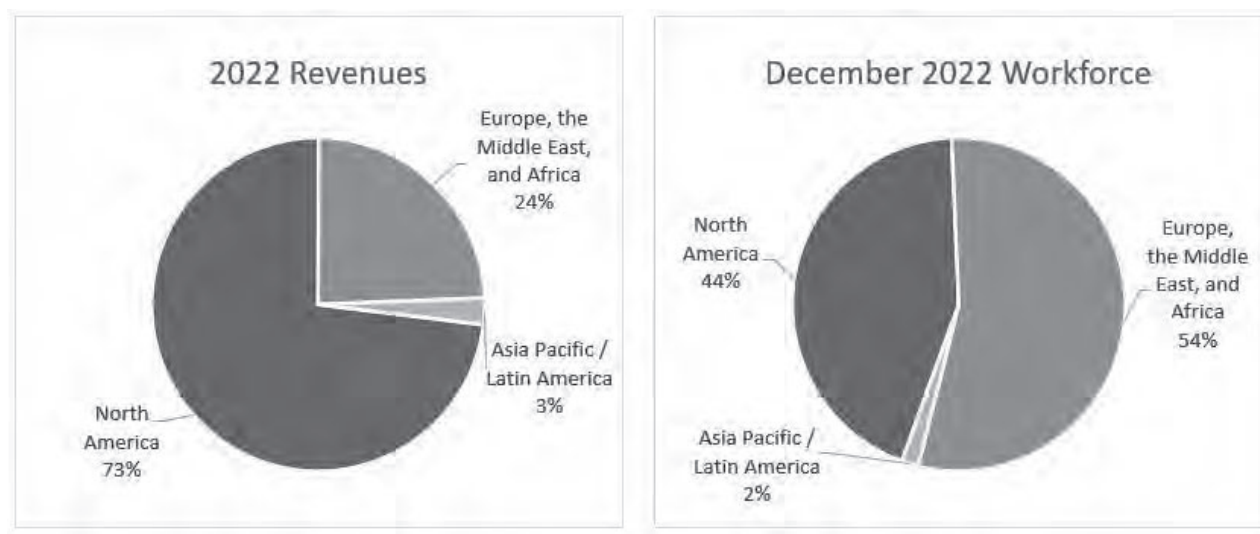 2022 Revenues
Europe, the
Middle East,
and Africa
24%
Asia Pacific /
Latin America
3%
North
America
73%
December 2022 Workforce
North
America
44%
Europe,
the Middle
East, and
Africa
54%
Asia Pacific /
Latin America
2%